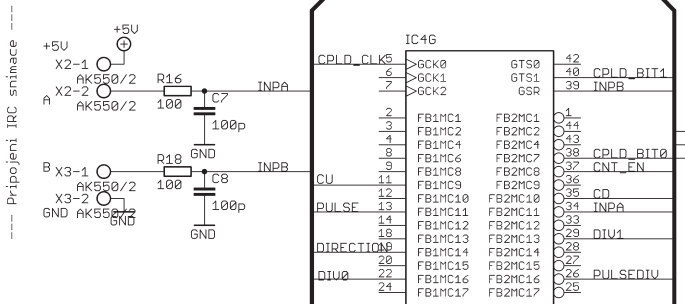 --- Pripojeni IRC snimace ---
+5V
+5V
X2-1
AK550/2
A
X2-2
R16
100
INPA
C7
100p
GND
B
X3-1
AK550/2
R18
100
INPB
C8
100p
X3-2
GND
AK550/2
GND
GND
IC4G
CPLD_CLK 5 GCK0 GTS0 42
6 GCK1 GTS1 40 CPLD_BIT1
7 GCK2 GSR 39 INPB
2 FB1MC1 FB2MC1 1
3 FB1MC2 FB2MC2 44
4 FB1MC4 FB2MC4 43
8 FB1MC6 FB2MC7 38 CPLD_BIT0
9 FB1MC8 FB2MC8 37 CNT_EN
CU 11 FB1MC9 FB2MC9 36
12 FB1MC10 FB2MC10 35 CD
PULSE 13 FB1MC11 FB2MC11 34 INPA
14 FB1MC12 FB2MC12 33
18 FB1MC13 FB2MC13 29 DIV1
DIRECTION 19 FB1MC14 FB2MC14 28
20 FB1MC15 FB2MC15 27
DIV0 22 FB1MC16 FB2MC16 26 PULSEDIV
24 FB1MC17 FB2MC17 25